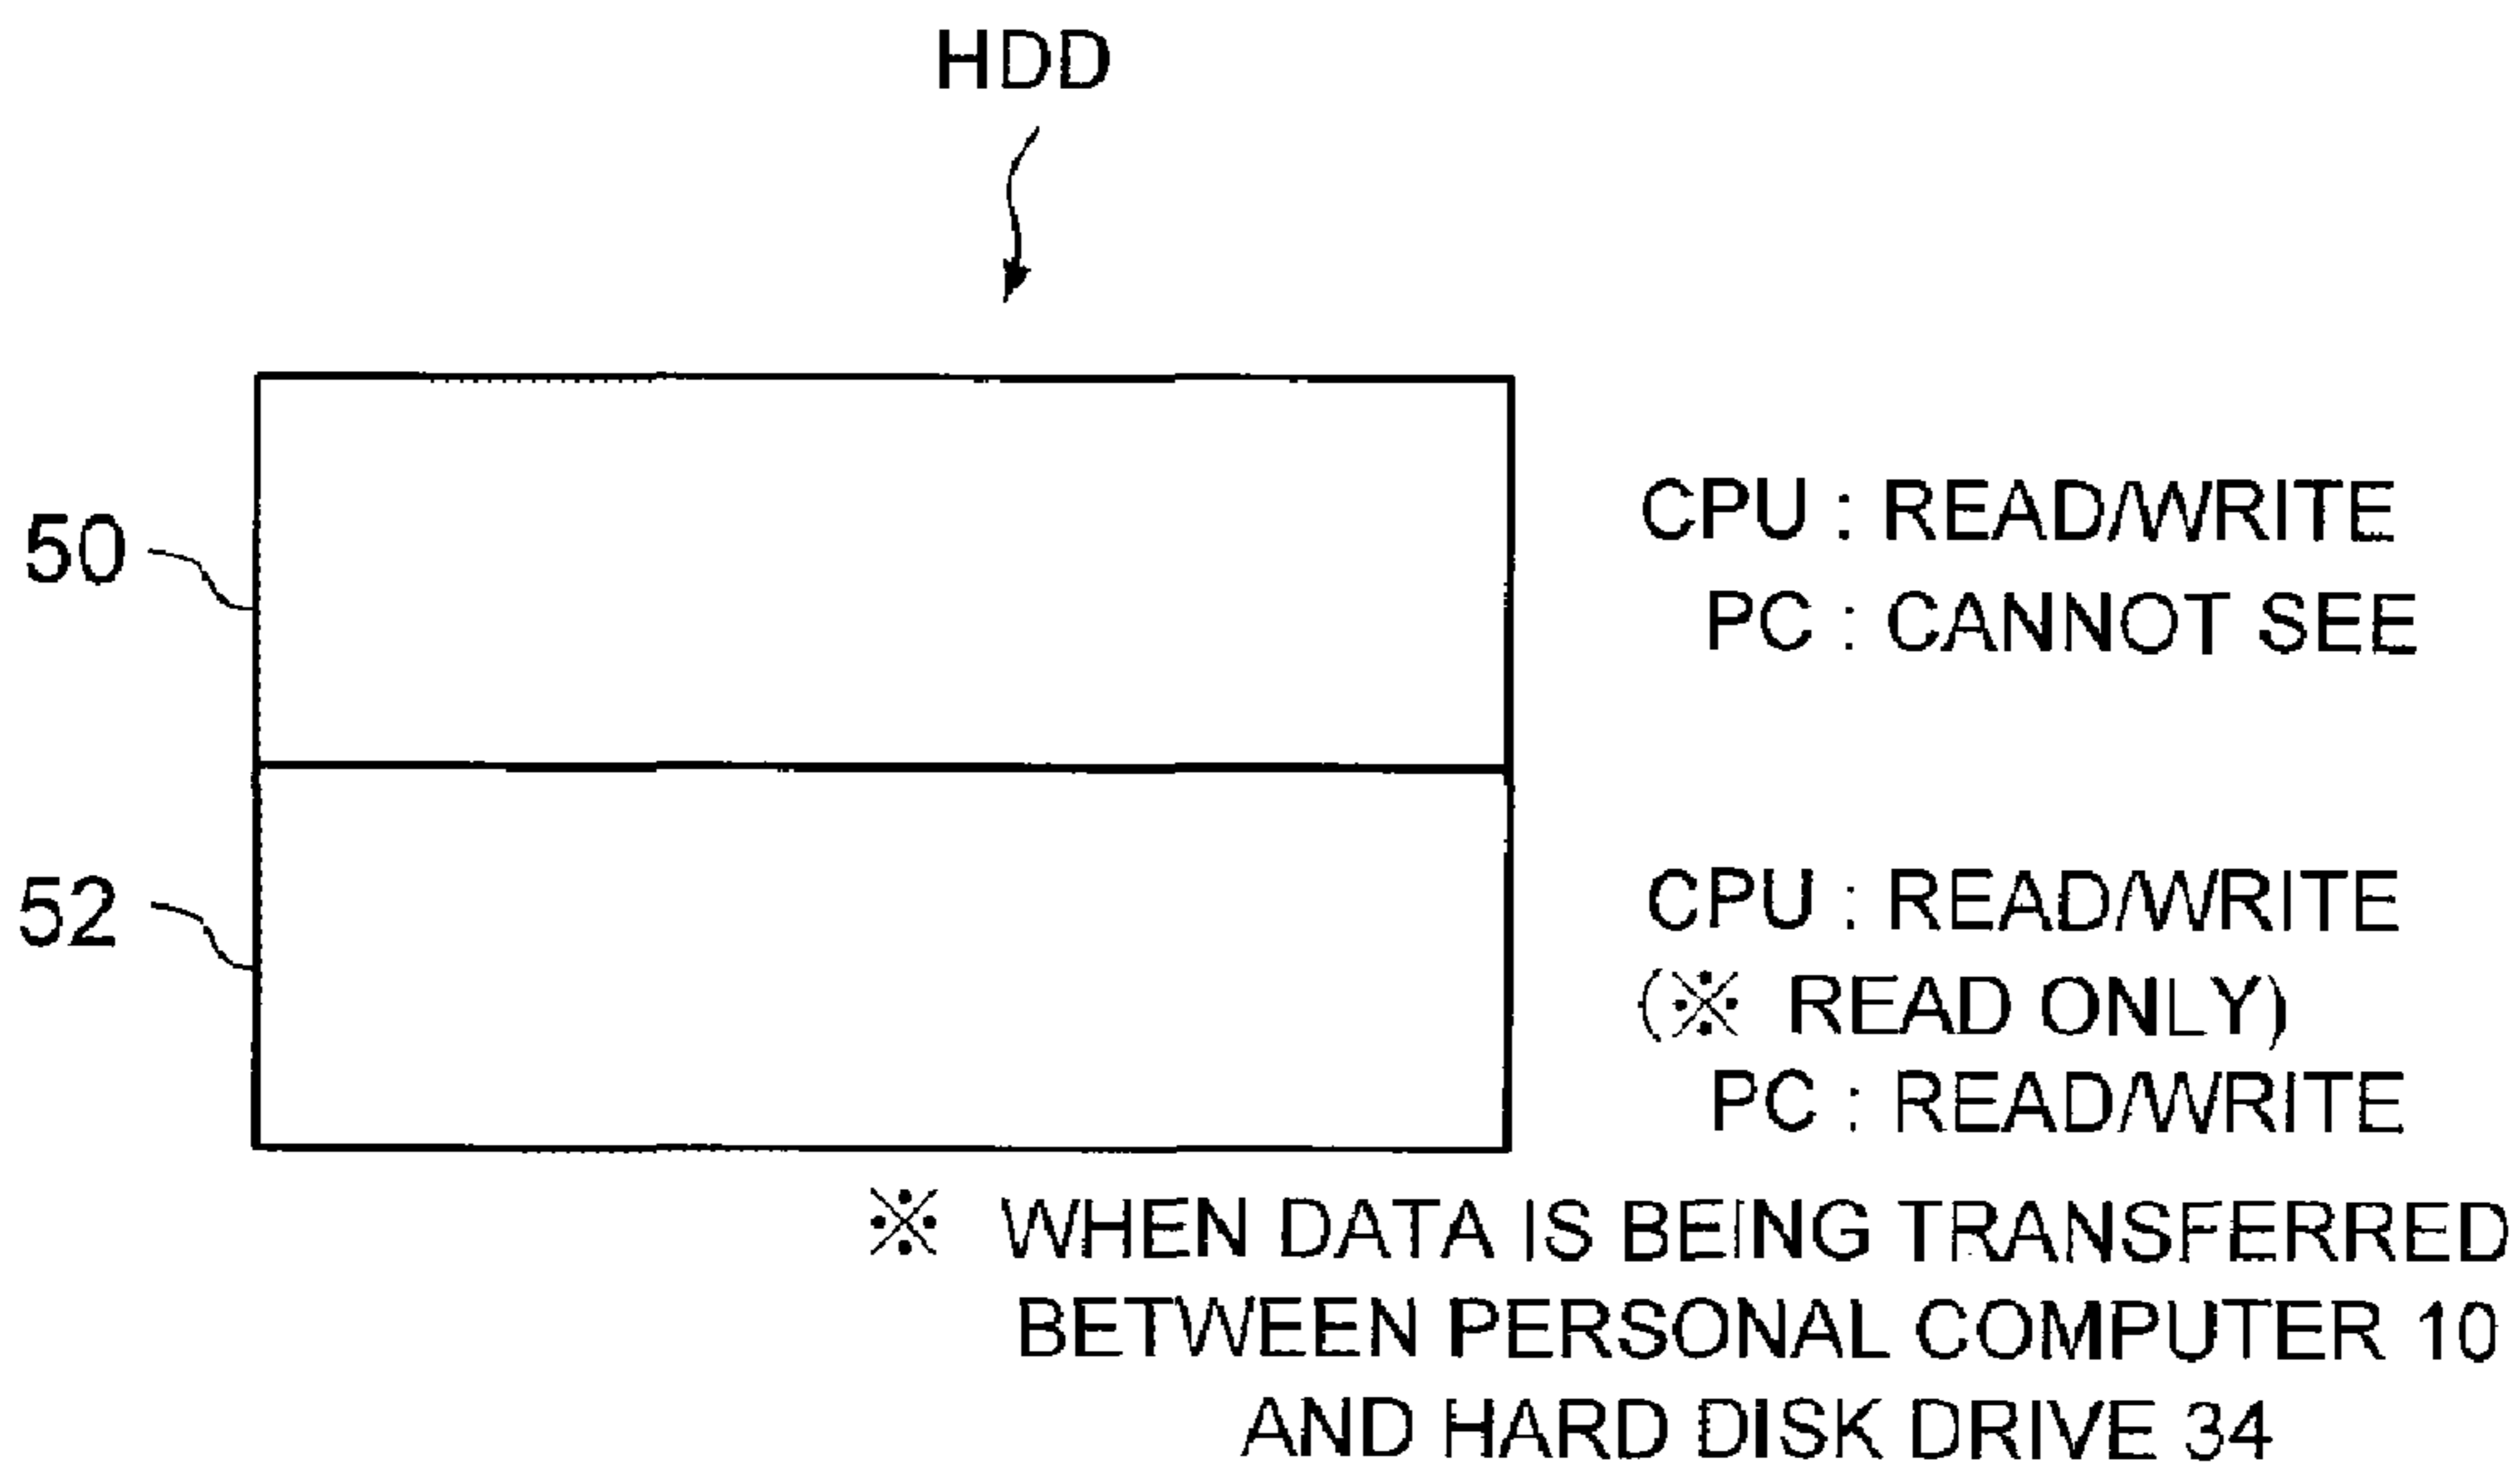 HDD
50
CPU : READ/WRITE
PC : CANNOT SEE
52
CPU : READ/WRITE
(※ READ ONLY)
PC : READ/WRITE
※ WHEN DATA IS BEING TRANSFERRED
BETWEEN PERSONAL COMPUTER 10
AND HARD DISK DRIVE 34